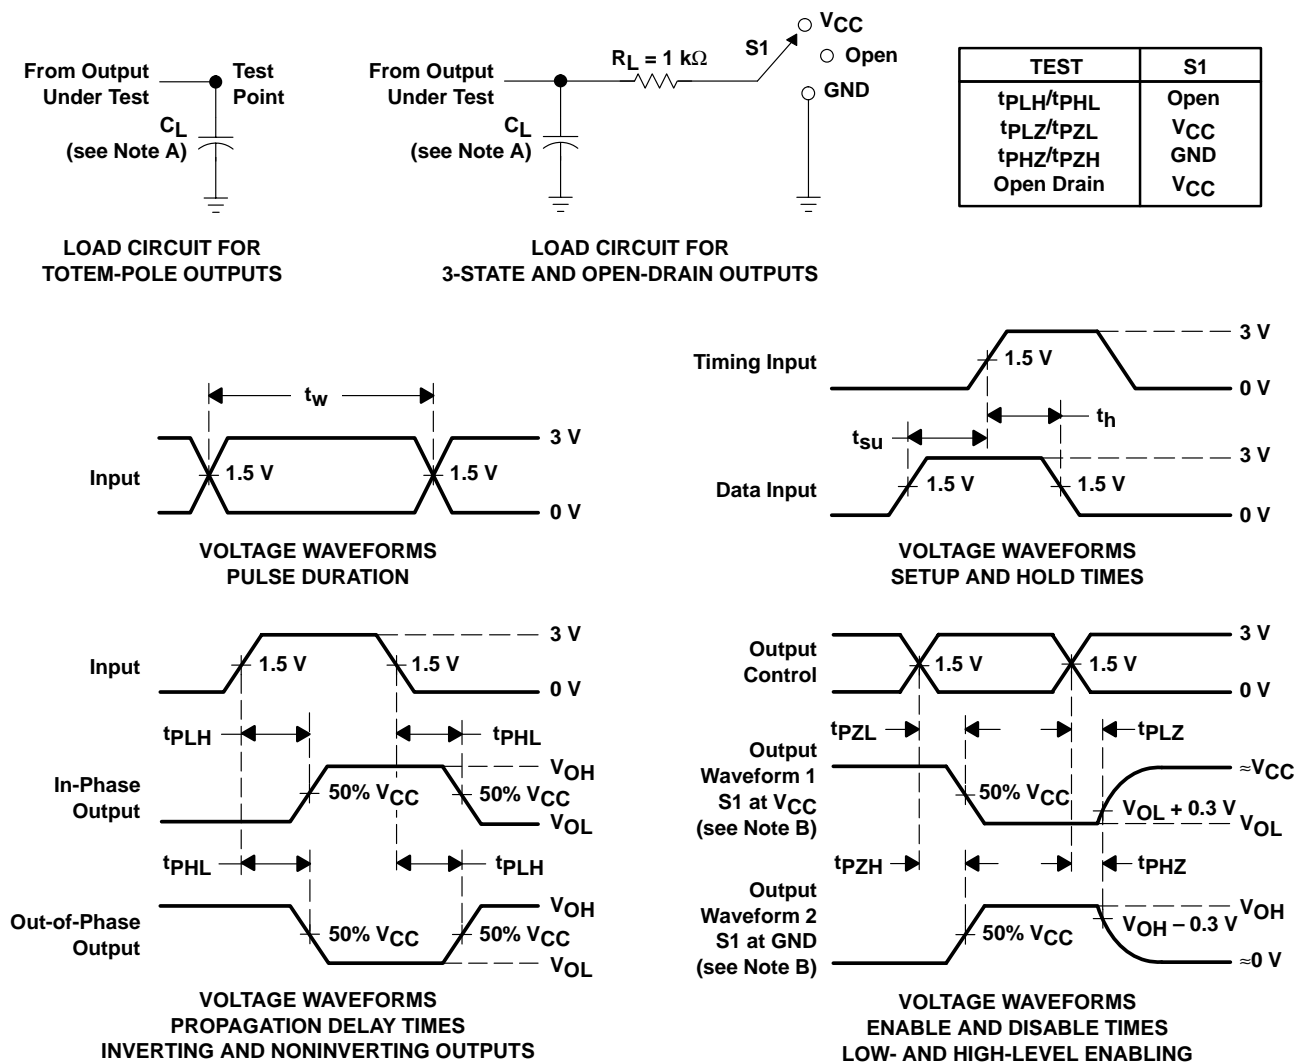 From Output
Under Test
Test
Point
CL
(see Note A)
LOAD CIRCUIT FOR
TOTEM-POLE OUTPUTS
From Output
Under Test
RL = 1 kΩ
S1
VCC
Open
GND
CL
(see Note A)
LOAD CIRCUIT FOR
3-STATE AND OPEN-DRAIN OUTPUTS
TEST S1
tPLH/tPHL Open
tPLZ/tPZL VCC
tPHZ/tPZH GND
Open Drain VCC
tw
Input
1.5 V
1.5 V
3 V
0 V
VOLTAGE WAVEFORMS
PULSE DURATION
Timing Input
1.5 V
3 V
0 V
tsu
th
Data Input
1.5 V
1.5 V
3 V
0 V
VOLTAGE WAVEFORMS
SETUP AND HOLD TIMES
Input
1.5 V
1.5 V
3 V
0 V
tPLH
tPHL
In-Phase
Output
50% VCC
50% VCC
VOH
VOL
tPHL
tPLH
Out-of-Phase
Output
50% VCC
50% VCC
VOH
VOL
VOLTAGE WAVEFORMS
PROPAGATION DELAY TIMES
INVERTING AND NONINVERTING OUTPUTS
Output
Control
1.5 V
1.5 V
3 V
0 V
tPZL
tPLZ
Output
Waveform 1
S1 at VCC
(see Note B)
50% VCC
VOL + 0.3 V
≈VCC
VOL
tPZH
tPHZ
Output
Waveform 2
S1 at GND
(see Note B)
50% VCC
VOH – 0.3 V
VOH
≈0 V
VOLTAGE WAVEFORMS
ENABLE AND DISABLE TIMES
LOW- AND HIGH-LEVEL ENABLING